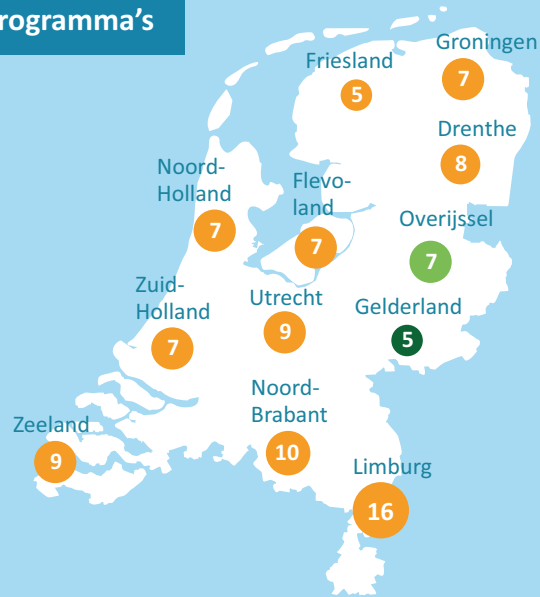 rogramma's
Groningen
7
Friesland
5
Drenthe
8
Noord-
Holland
7
Flevo-
land
7
Overijssel
7
Zuid-
Holland
7
Utrecht
9
Gelderland
5
Noord-
Brabant
10
Zeeland
9
Limburg
16